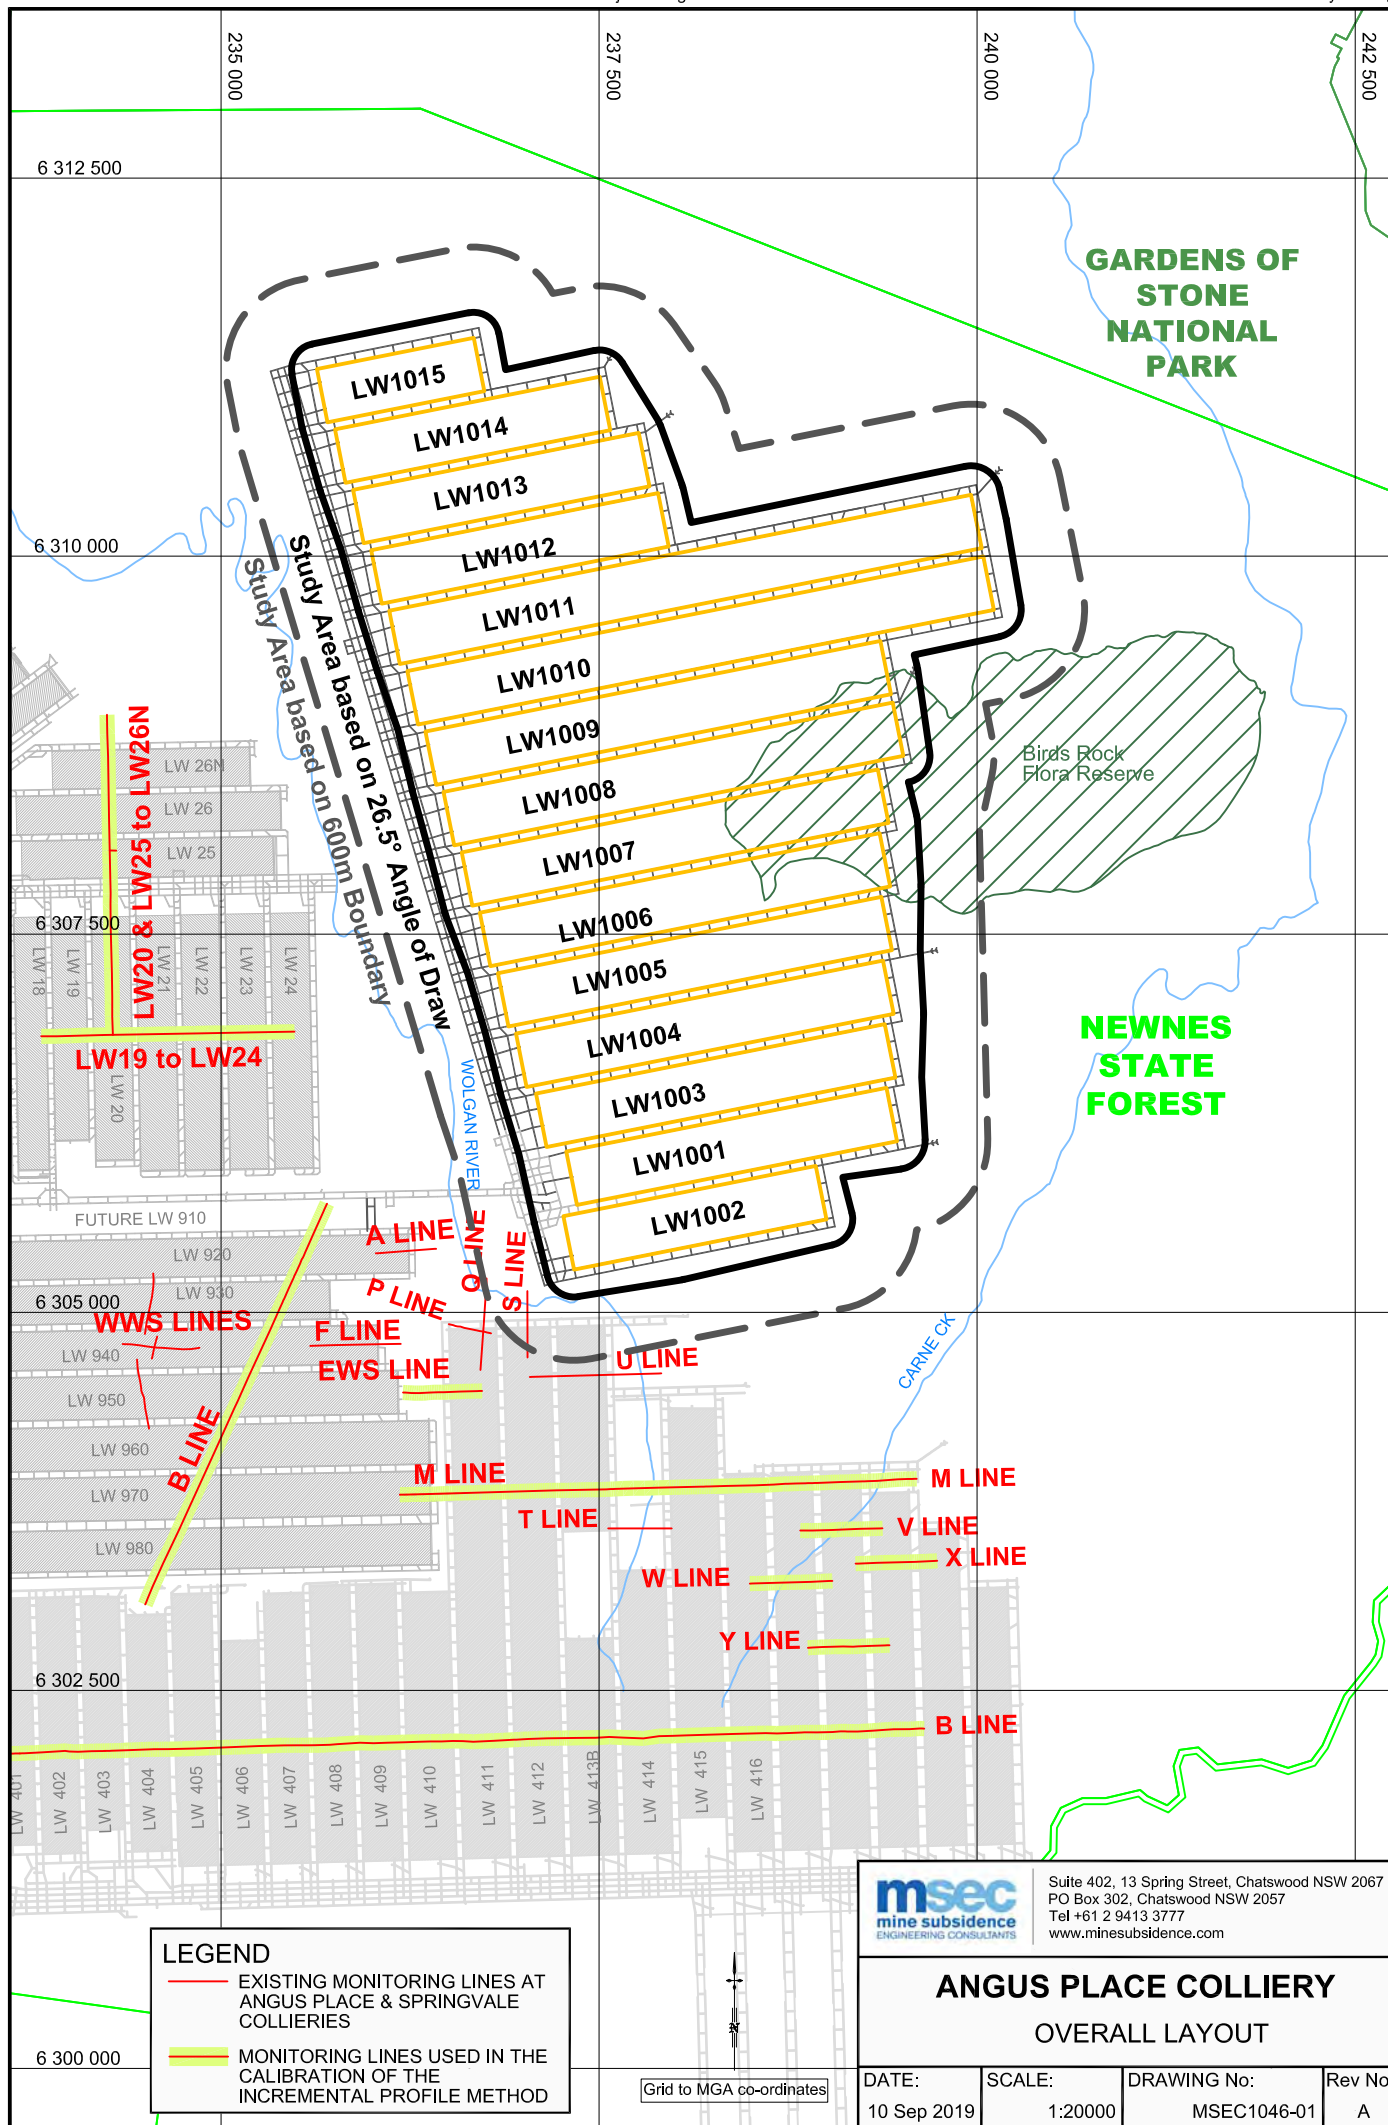 235 000
237 500
240 000
242 500
6 312 500
GARDENS OF
STONE
NATIONAL
PARK
LW1015
LW1014
LW1013
LW1012
6 310 000
LW1011
LW1010
LW1009
LW1008
LW1007
LW1006
LW1005
LW1004
LW1003
LW1001
LW1002
Study Area based on 26.5° Angle of Draw
Study Area based on 600m Boundary
Birds Rock
Flora Reserve
LW20 & LW25 to LW26N
LW 26N
LW 26
LW 25
6 307 500
LW 18
LW 19
LW 21
LW 22
LW 23
LW 24
LW19 to LW24
LW 20
NEWNES
STATE
FOREST
WOLGAN RIVER
FUTURE LW 910
A LINE
Q LINE
S LINE
LW 920
LW 930
P LINE
6 305 000
WWS LINES
F LINE
LW 940
U LINE
EWS LINE
CARNE CK
LW 950
B LINE
LW 960
M LINE
M LINE
LW 970
T LINE
V LINE
LW 980
X LINE
W LINE
Y LINE
6 302 500
B LINE
LW 401
LW 402
LW 403
LW 404
LW 405
LW 406
LW 407
LW 408
LW 409
LW 410
LW 411
LW 412
LW 413B
LW 414
LW 415
LW 416
LEGEND
EXISTING MONITORING LINES AT
ANGUS PLACE & SPRINGVALE
COLLIERIES
MONITORING LINES USED IN THE
CALIBRATION OF THE
INCREMENTAL PROFILE METHOD
6 300 000
N
Grid to MGA co-ordinates
msec
mine subsidence
ENGINEERING CONSULTANTS
Suite 402, 13 Spring Street, Chatswood NSW 2067
PO Box 302, Chatswood NSW 2057
Tel +61 2 9413 3777
www.minesubsidence.com
ANGUS PLACE COLLIERY
OVERALL LAYOUT
DATE:
10 Sep 2019
SCALE:
1:20000
DRAWING No:
MSEC1046-01
Rev No
A